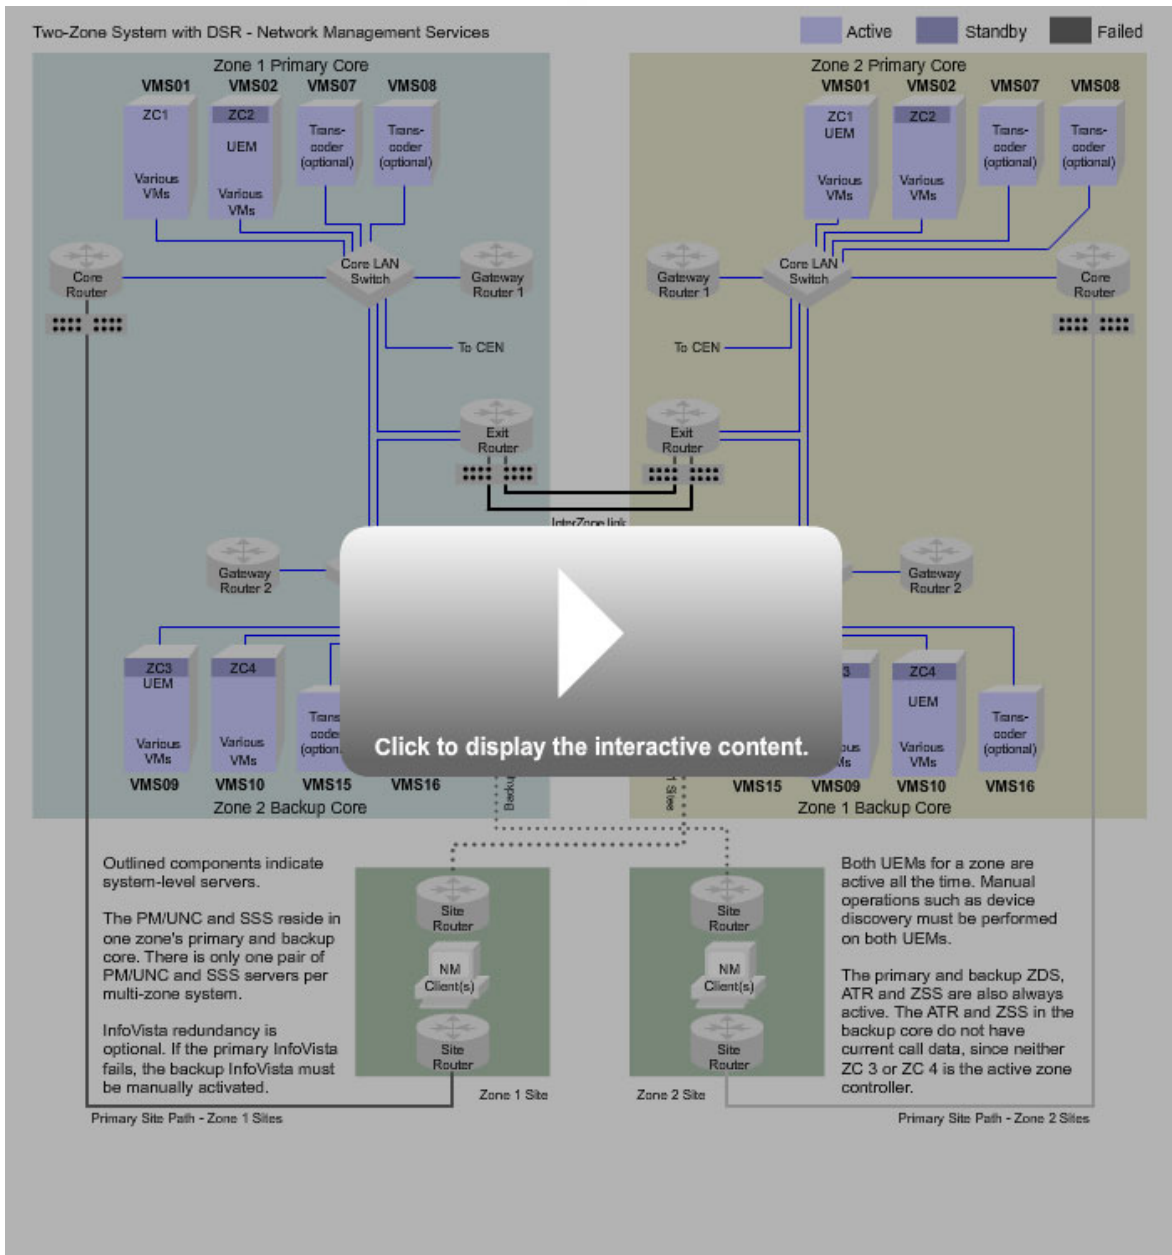 Two-Zone System with DSR - Network Management Services
Active
Standby
Failed
Zone 1 Primary Core
VMS01
VMS02
VMS07
VMS08
ZC1
Various
VMs
ZC2
UEM
Various
VMs
Trans-
coder
(optional)
Trans-
coder
(optional)
Core
Router
Core LAN
Switch
Gateway
Router 1
To CEN
Exit
Router
Zone 2 Primary Core
VMS01
VMS02
VMS07
VMS08
ZC1
UEM
Various
VMs
ZC2
Various
VMs
Trans-
coder
(optional)
Trans-
coder
(optional)
Gateway
Router 1
Core LAN
Switch
Core
Router
To CEN
Exit
Router
InterZone link
Gateway
Router 2
Gateway
Router 2
Click to display the interactive content.
ZC3
UEM
Various
VMs
ZC4
Various
VMs
VMS09
VMS10
VMS15
VMS16
Zone 2 Backup Core
ZC4
UEM
Various
VMs
Trans-
coder
(optional)
VMS15
VMS09
VMS10
VMS16
Zone 1 Backup Core
Sites
Outlined components indicate
system-level servers.
The PM/UNC and SSS reside in
one zone's primary and backup
core. There is only one pair of
PM/UNC and SSS servers per
multi-zone system.
InfoVista redundancy is
optional. If the primary InfoVista
fails, the backup InfoVista must
be manually activated.
Primary Site Path - Zone 1 Sites
Site
Router
NM
Client(s)
Site
Router
Zone 1 Site
Site
Router
NM
Client(s)
Site
Router
Zone 2 Site
Both UEMs for a zone are
active all the time. Manual
operations such as device
discovery must be performed
on both UEMs.
The primary and backup ZDS,
ATR and ZSS are also always
active. The ATR and ZSS in the
backup core do not have
current call data, since neither
ZC 3 or ZC 4 is the active zone
controller.
Primary Site Path - Zone 2 Sites